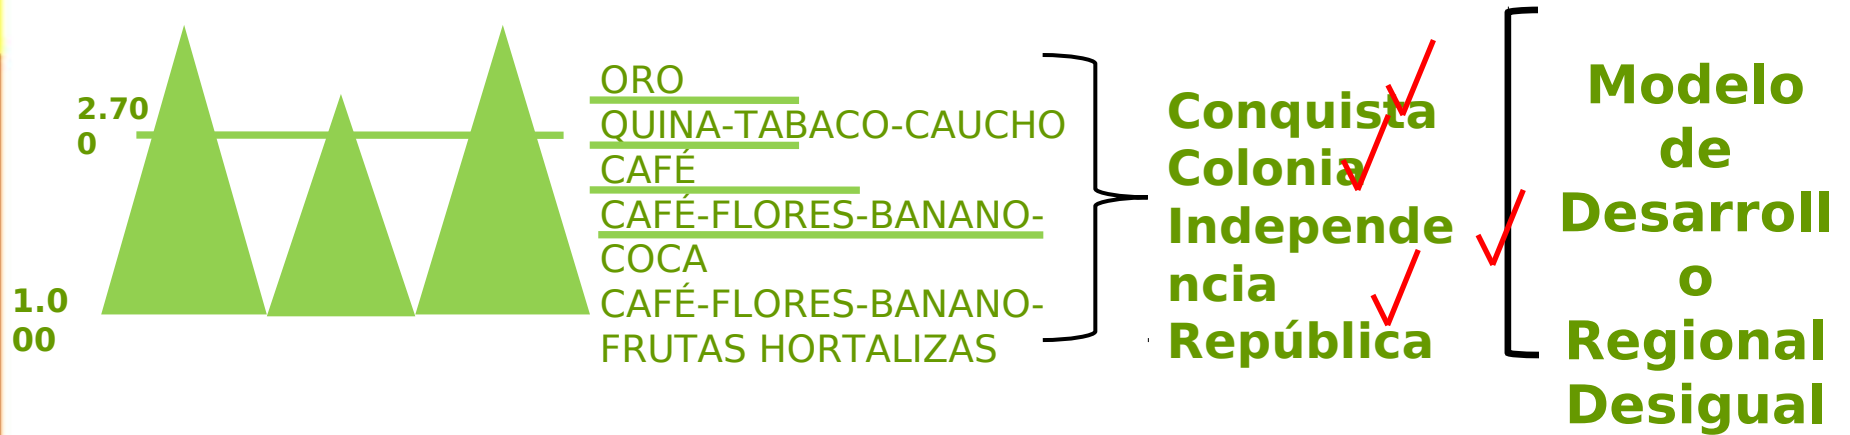 2.70
0
1.0
00
ORO
QUINA-TABACO-CAUCHO
CAFÉ
CAFÉ-FLORES-BANANO-
COCA
CAFÉ-FLORES-BANANO-
FRUTAS HORTALIZAS
Conquista
Colonia
Independe
ncia
República
Modelo
de
Desarroll
o
Regional
Desigual